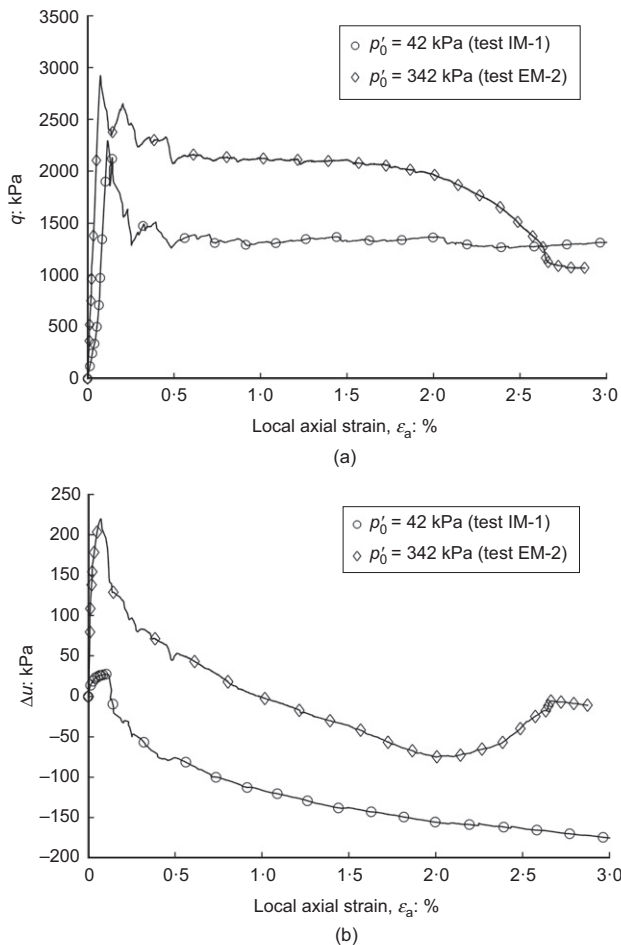 p′₀ = 42 kPa (test IM-1)
p′₀ = 342 kPa (test EM-2)
q: kPa
3500
3000
2500
2000
1500
1000
500
0
0 0·5 1·0 1·5 2·0 2·5 3·0
Local axial strain, εa: %
(a)
p′₀ = 42 kPa (test IM-1)
p′₀ = 342 kPa (test EM-2)
Δu: kPa
250
200
150
100
50
0
–50
–100
–150
–200
0 0·5 1·0 1·5 2·0 2·5 3·0
Local axial strain, εa: %
(b)